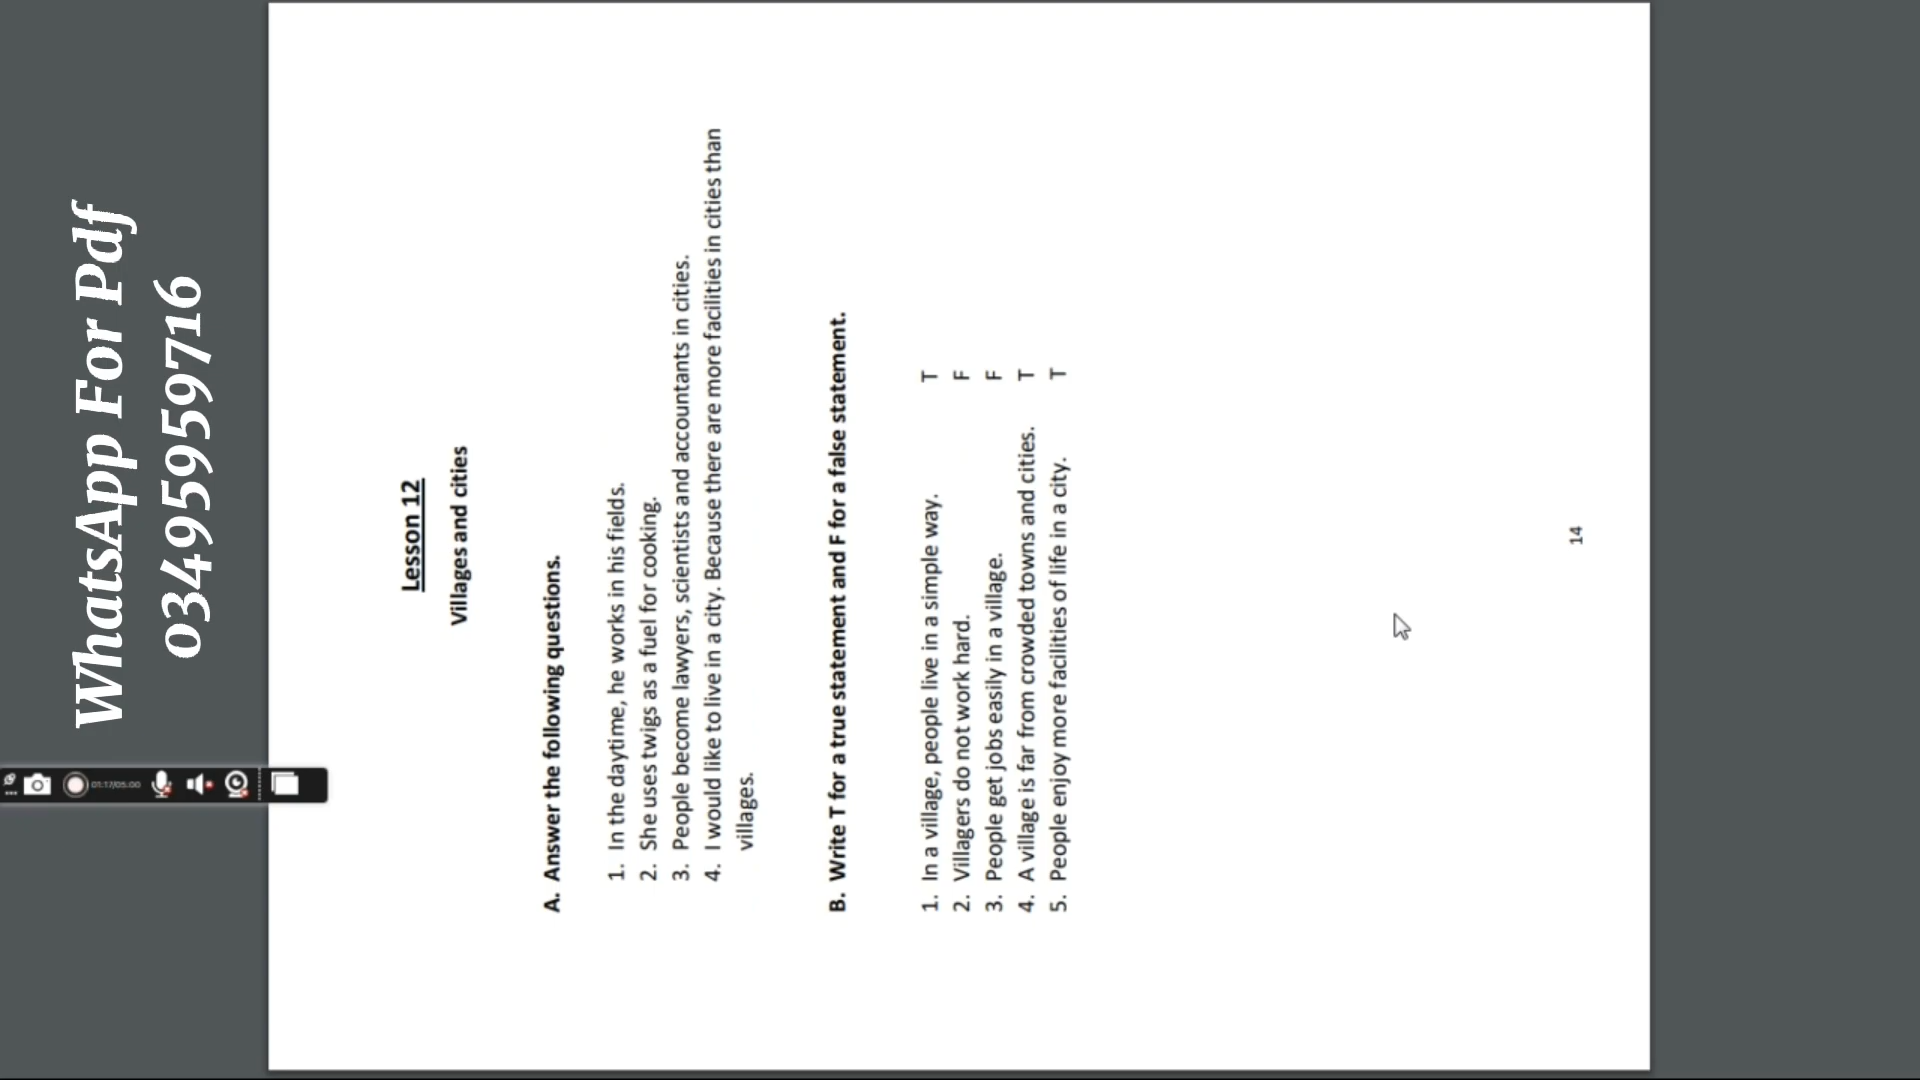 WhatsApp For Pdf
03495959716
01:17/05:00
Lesson 12
Villages and cities
A. Answer the following questions.
1. In the daytime, he works in his fields.
2. She uses twigs as a fuel for cooking.
3. People become lawyers, scientists and accountants in cities.
4. I would like to live in a city. Because there are more facilities in cities than
villages.
B. Write T for a true statement and F for a false statement.
1. In a village, people live in a simple way. T
2. Villagers do not work hard. F
3. People get jobs easily in a village. F
4. A village is far from crowded towns and cities. T
5. People enjoy more facilities of life in a city. T
14